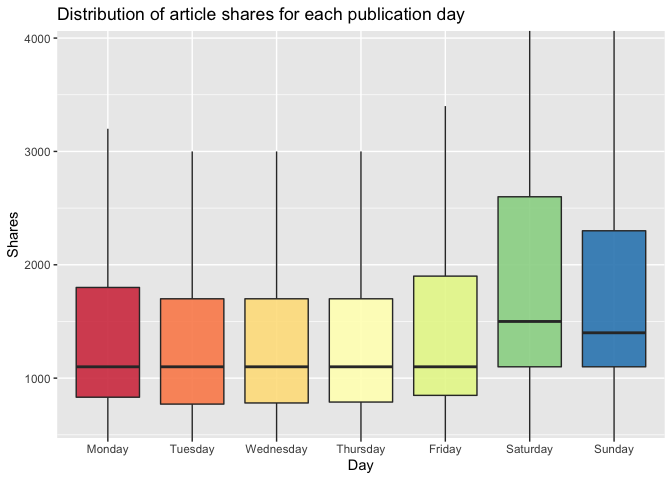 Distribution of article shares for each publication day
Shares
4000
3000
2000
1000
Monday Tuesday Wednesday Thursday Friday Saturday Sunday
Day